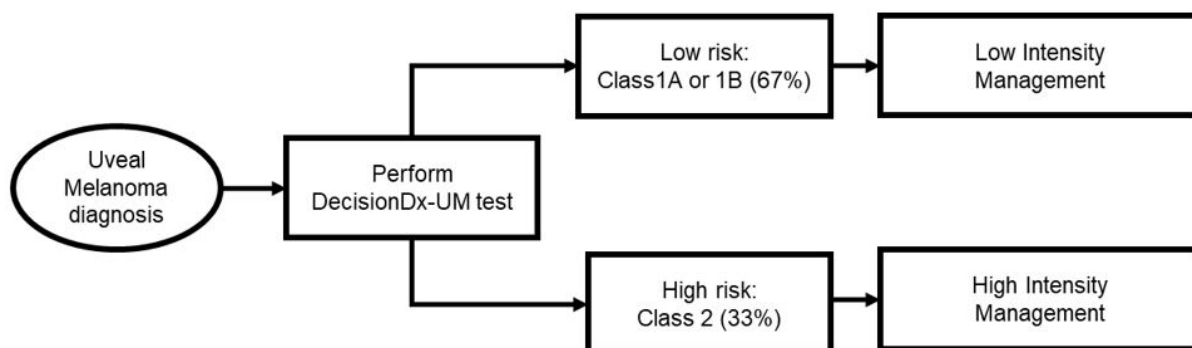 Uveal
Melanoma
diagnosis
Perform
DecisionDx-UM test
Low risk:
Class1A or 1B (67%)
Low Intensity
Management
High risk:
Class 2 (33%)
High Intensity
Management